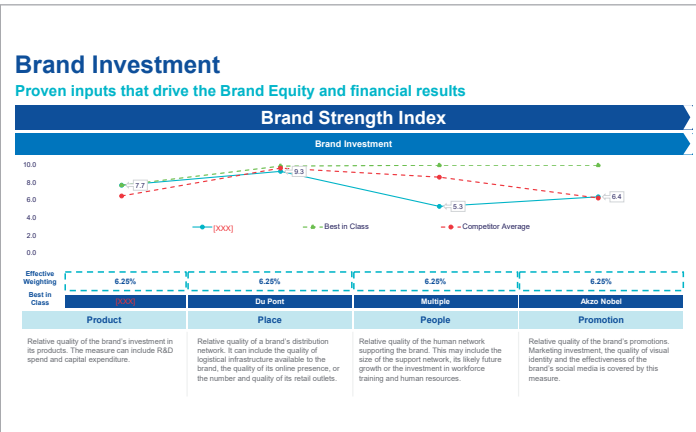 Brand Investment
Proven inputs that drive the Brand Equity and financial results
Brand Strength Index
Brand Investment
10.0
8.0
6.0
4.0
2.0
0.0
7.7
9.3
5.3
6.4
[XXX]
Best in Class
Competitor Average
Effective
Weighting
6.25%
6.25%
6.25%
6.25%
Best in
Class
[XXX]
Du Pont
Multiple
Akzo Nobel
Product
Place
People
Promotion
Relative quality of the brand's investment in
its products. The measure can include R&D
spend and capital expenditure.
Relative quality of a brand's distribution
network. It can include the quality of
logistical infrastructure available to the
brand, the quality of its online presence, or
the number and quality of its retail outlets.
Relative quality of the human network
supporting the brand. This may include the
size of the support network, its likely future
growth or the investment in workforce
training and human resources.
Relative quality of the brand's promotions.
Marketing investment, the quality of visual
identity and the effectiveness of the
brand's social media is covered by this
measure.